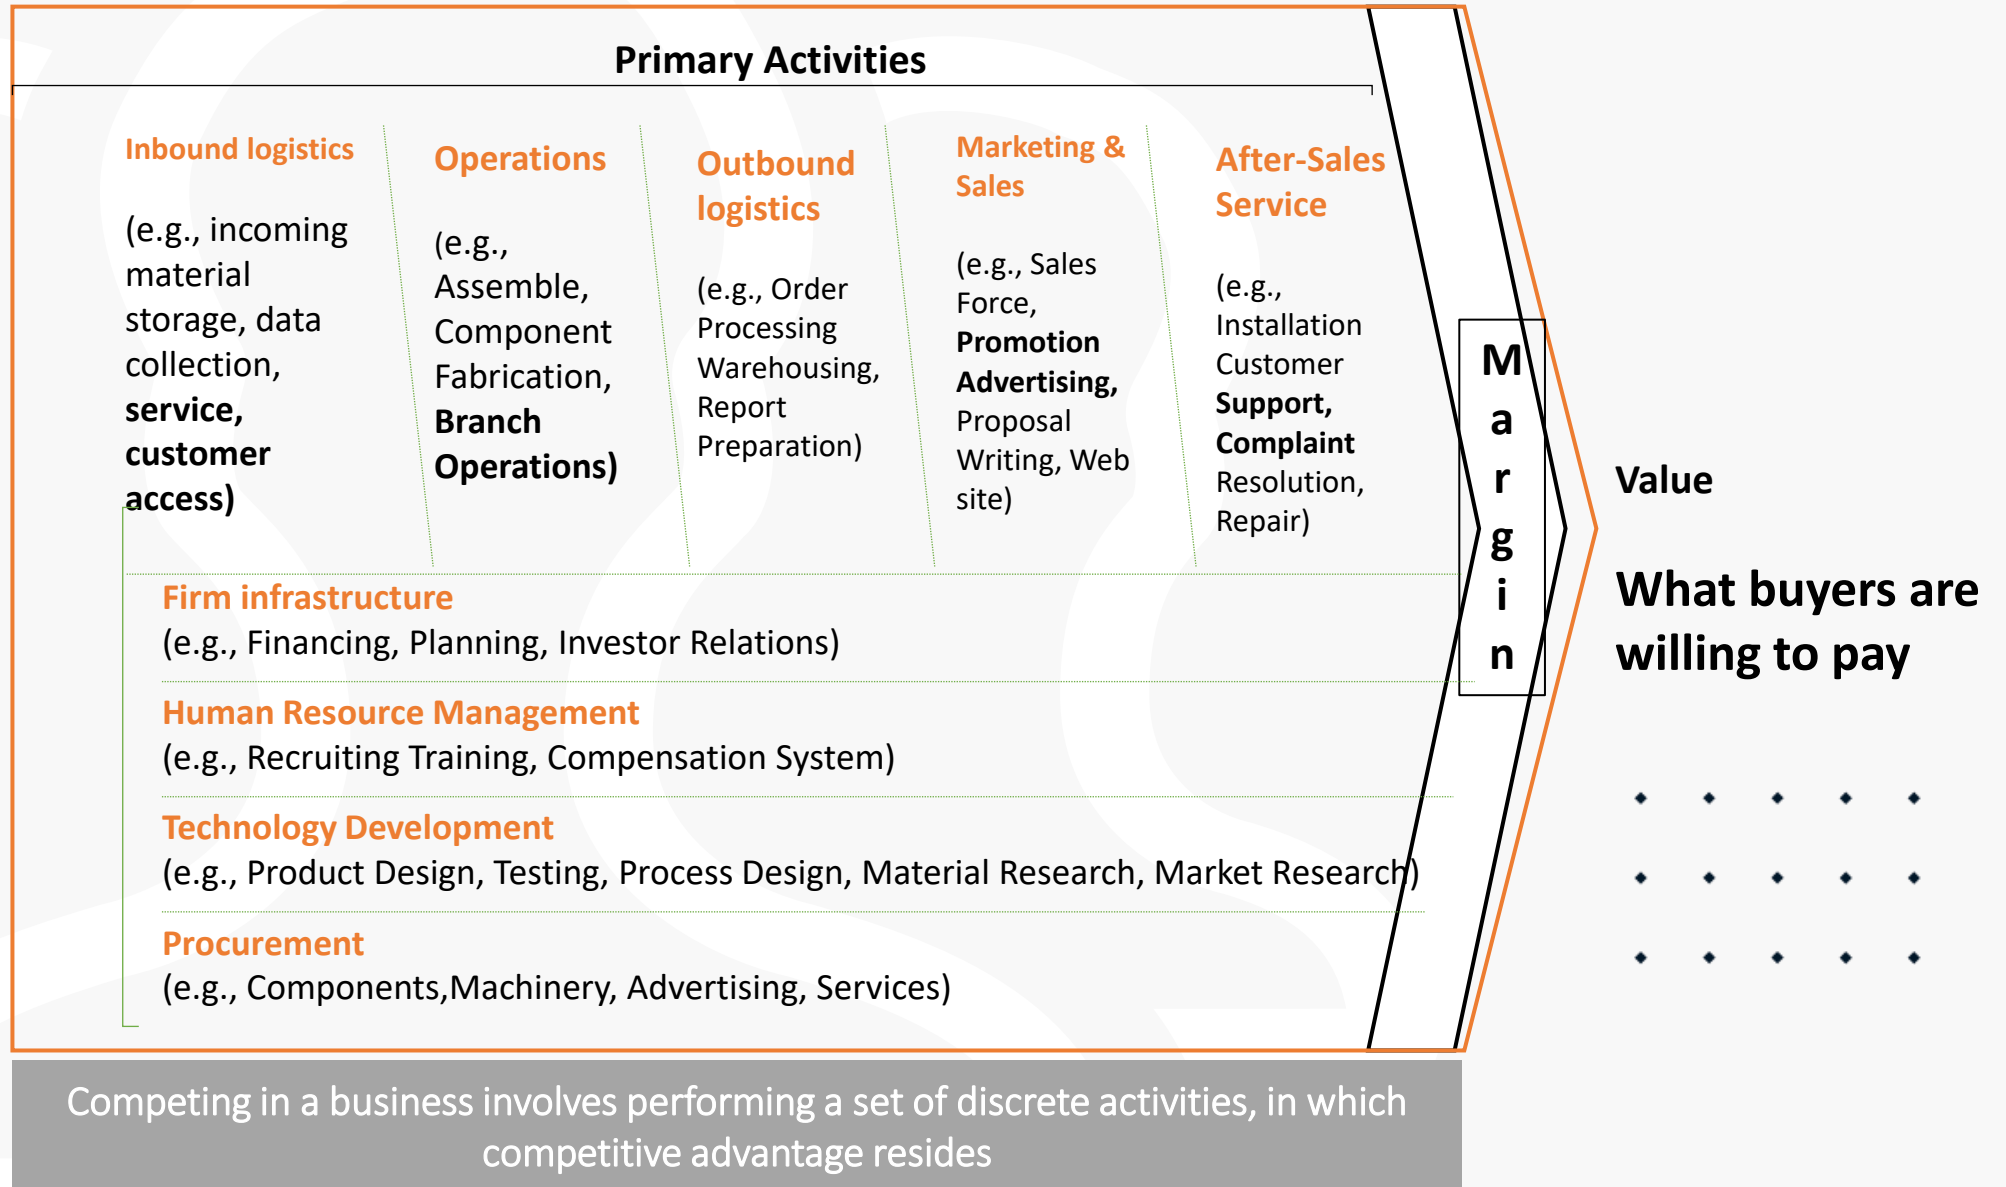 Primary Activities
Inbound logistics
(e.g., incoming
material
storage, data
collection,
service,
customer
access)
Operations
(e.g.,
Assemble,
Component
Fabrication,
Branch
Operations)
Outbound
logistics
(e.g., Order
Processing
Warehousing,
Report
Preparation)
Marketing &
Sales
(e.g., Sales
Force,
Promotion
Advertising,
Proposal
Writing, Web
site)
After-Sales
Service
(e.g.,
Installation
Customer
Support,
Complaint
Resolution,
Repair)
Firm infrastructure
(e.g., Financing, Planning, Investor Relations)
Human Resource Management
(e.g., Recruiting Training, Compensation System)
Technology Development
(e.g., Product Design, Testing, Process Design, Material Research, Market Research)
Procurement
(e.g., Components,Machinery, Advertising, Services)
M
a
r
g
i
n
Value
What buyers are
willing to pay
Competing in a business involves performing a set of discrete activities, in which
competitive advantage resides